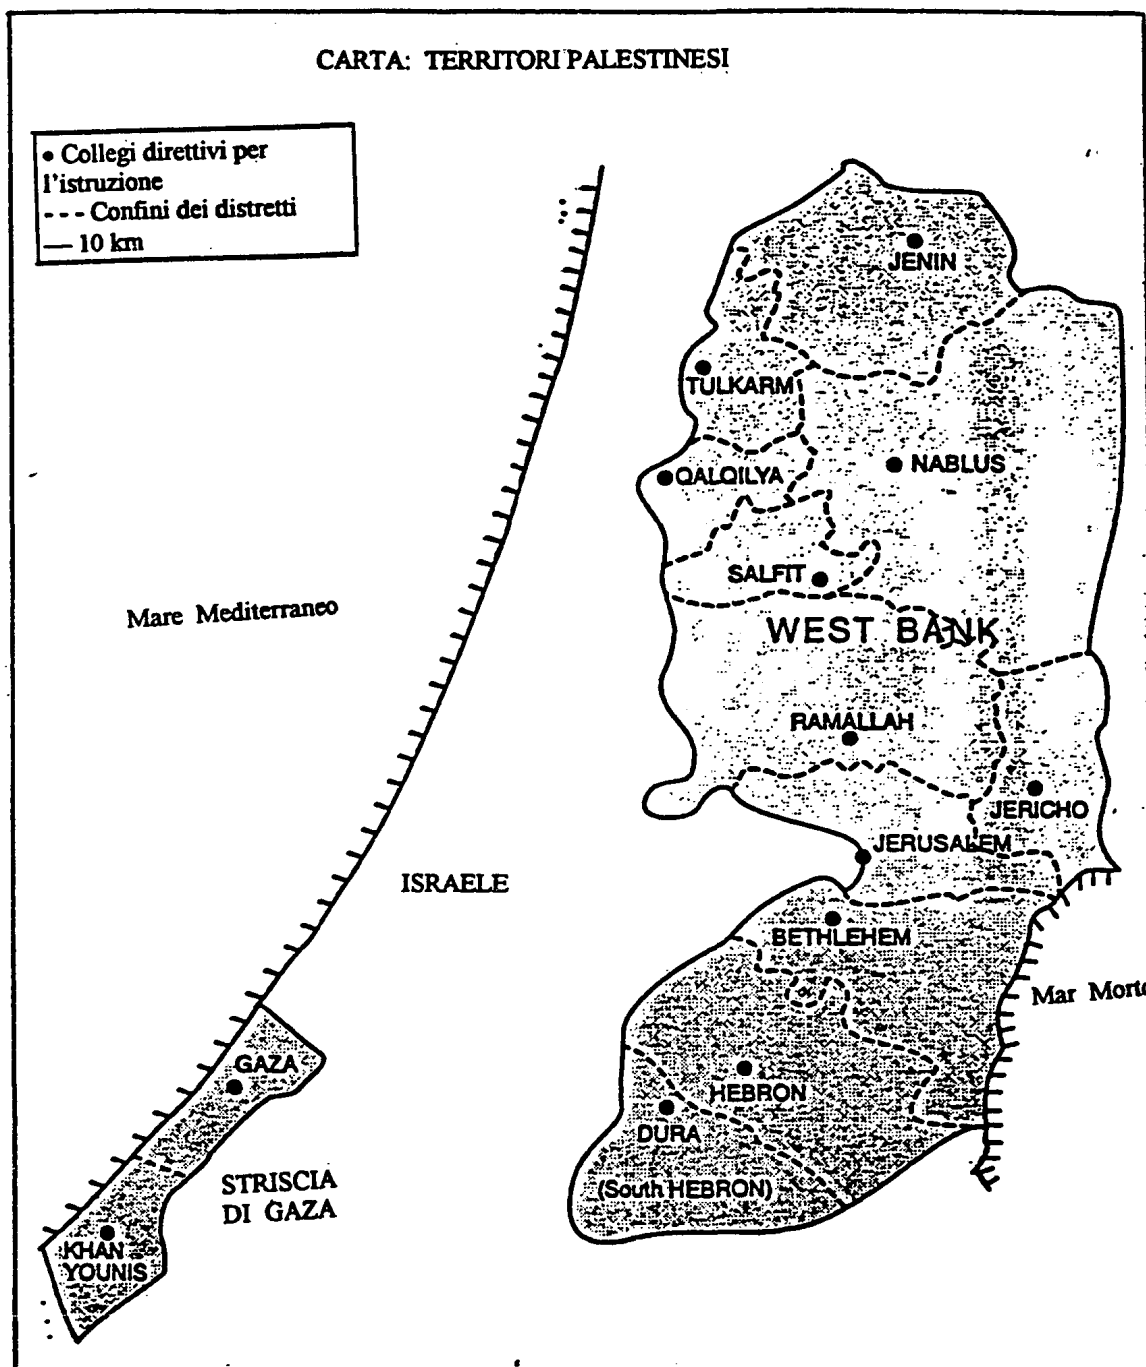 CARTA: TERRITORI PALESTINESI
• Collegi direttivi per
l'istruzione
--- Confini dei distretti
— 10 km
JENIN
TULKARM
NABLUS
QALQILYA
SALFIT
Mare Mediterraneo
WEST BANK
RAMALLAH
JERICHO
JERUSALEM
ISRAELE
BETHLEHEM
Mar Morto
GAZA
HEBRON
DURA
STRISCIA
DI GAZA
(South HEBRON)
KHAN
YOUNIS